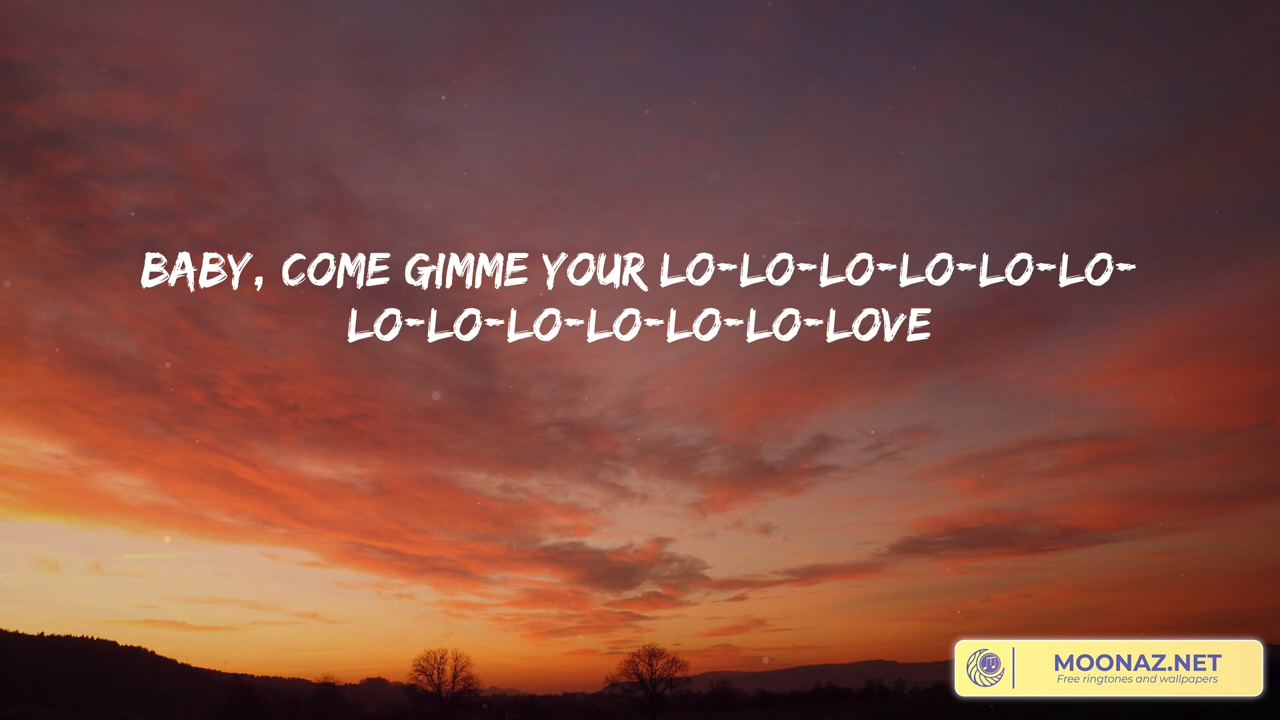 BABY, COME GIMME YOUR LO-LO-LO-LO-LO-LO-
LO-LO-LO-LO-LO-LO-LOVE
MOONAZ.NET
Free ringtones and wallpapers